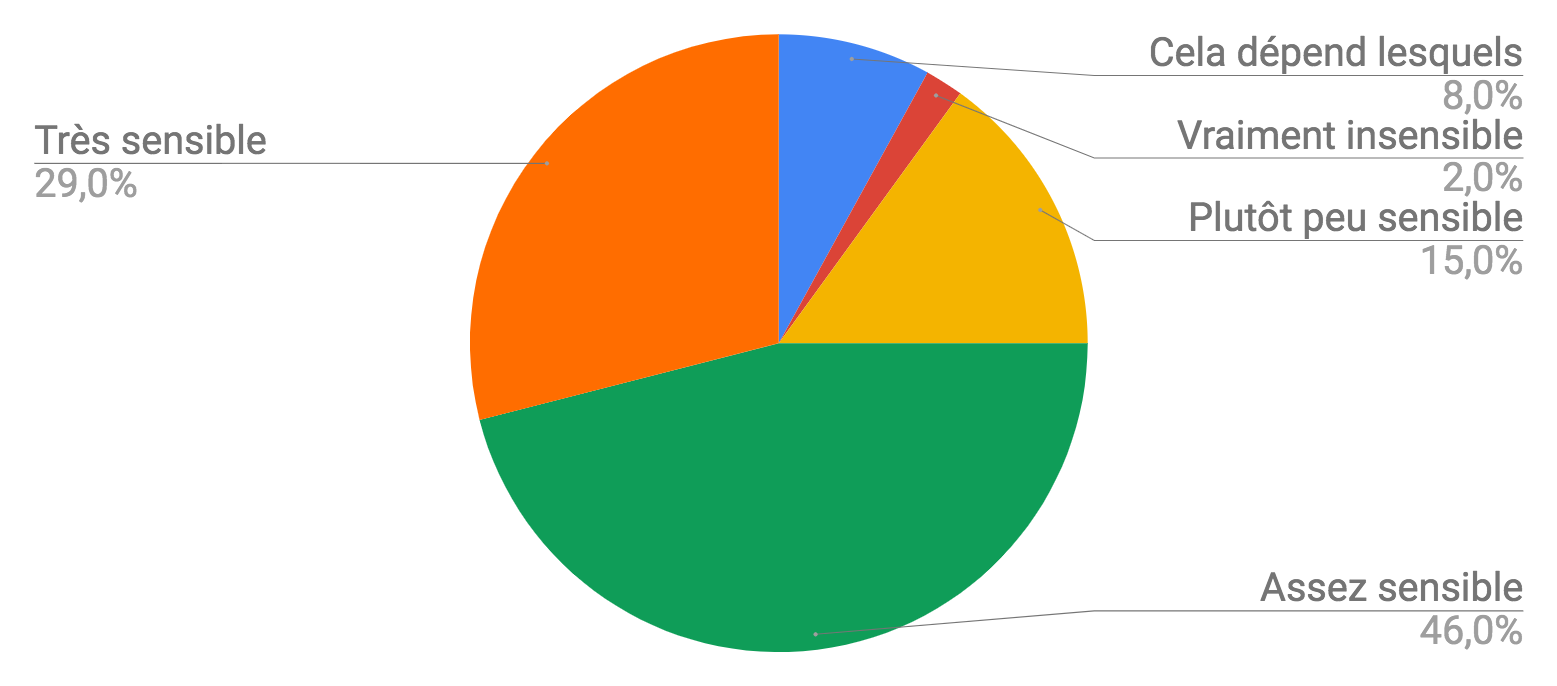 Cela dépend lesquels
8,0%
Très sensible
29,0%
Vraiment insensible
2,0%
Plutôt peu sensible
15,0%
Assez sensible
46,0%